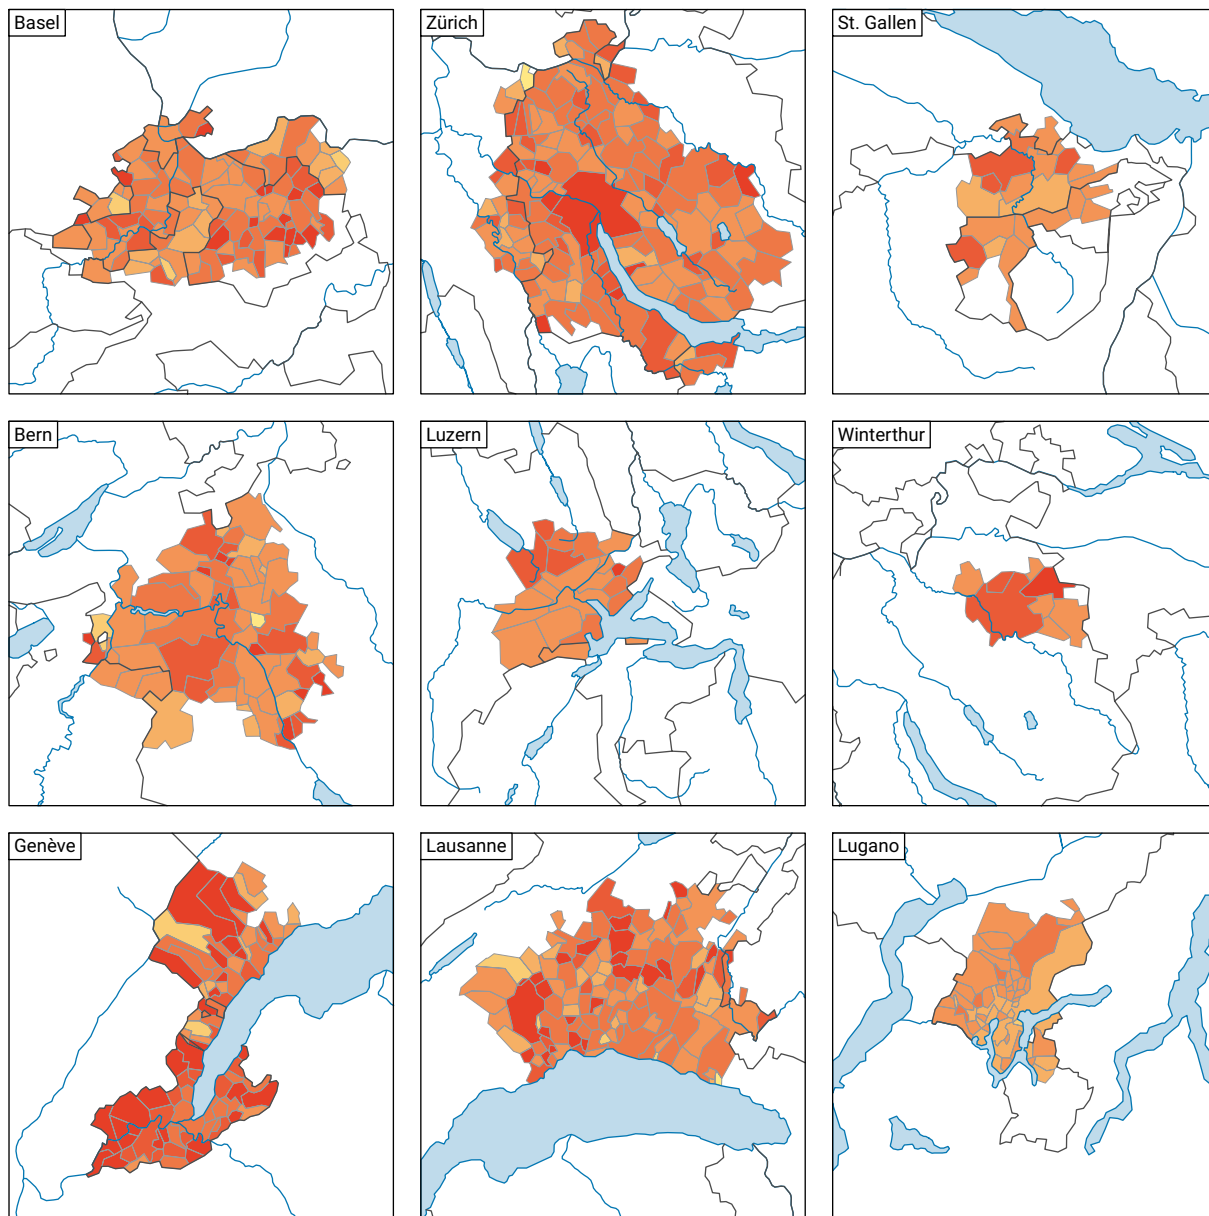 Basel
Zürich
St. Gallen
Bern
Luzern
Winterthur
Genève
Lausanne
Lugano